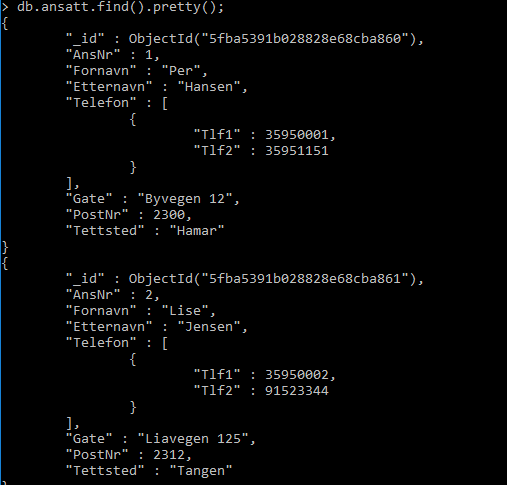 > db.ansatt.find().pretty();
{
        "_id" : ObjectId("5fba5391b028828e68cba860"),
        "AnsNr" : 1,
        "Fornavn" : "Per",
        "Etternavn" : "Hansen",
        "Telefon" : [
                {
                        "Tlf1" : 35950001,
                        "Tlf2" : 35951151
                }
        ],
        "Gate" : "Byvegen 12",
        "PostNr" : 2300,
        "Tettsted" : "Hamar"
}
{
        "_id" : ObjectId("5fba5391b028828e68cba861"),
        "AnsNr" : 2,
        "Fornavn" : "Lise",
        "Etternavn" : "Jensen",
        "Telefon" : [
                {
                        "Tlf1" : 35950002,
                        "Tlf2" : 91523344
                }
        ],
        "Gate" : "Liavegen 125",
        "PostNr" : 2312,
        "Tettsted" : "Tangen"
}